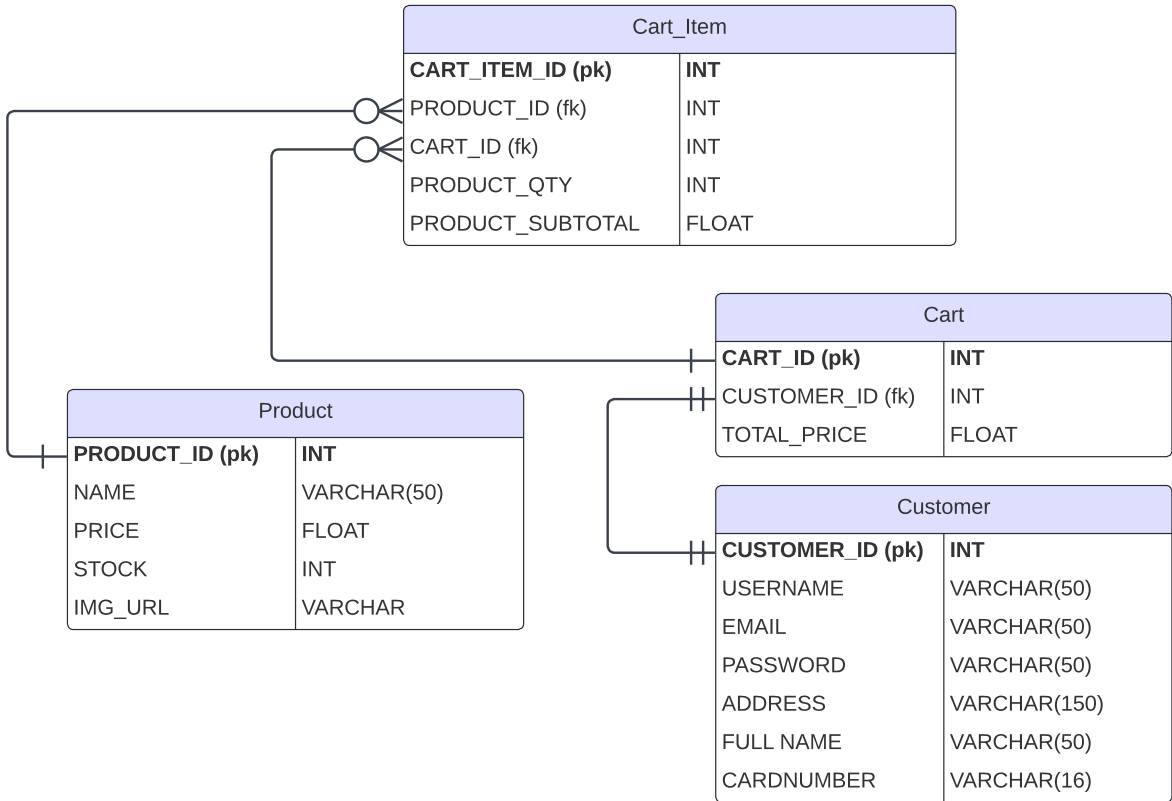 Cart_Item
CART_ITEM_ID (pk) INT
PRODUCT_ID (fk) INT
CART_ID (fk) INT
PRODUCT_QTY INT
PRODUCT_SUBTOTAL FLOAT
Cart
CART_ID (pk) INT
CUSTOMER_ID (fk) INT
TOTAL_PRICE FLOAT
Product
PRODUCT_ID (pk) INT
NAME VARCHAR(50)
PRICE FLOAT
STOCK INT
IMG_URL VARCHAR
Customer
CUSTOMER_ID (pk) INT
USERNAME VARCHAR(50)
EMAIL VARCHAR(50)
PASSWORD VARCHAR(50)
ADDRESS VARCHAR(150)
FULL NAME VARCHAR(50)
CARDNUMBER VARCHAR(16)